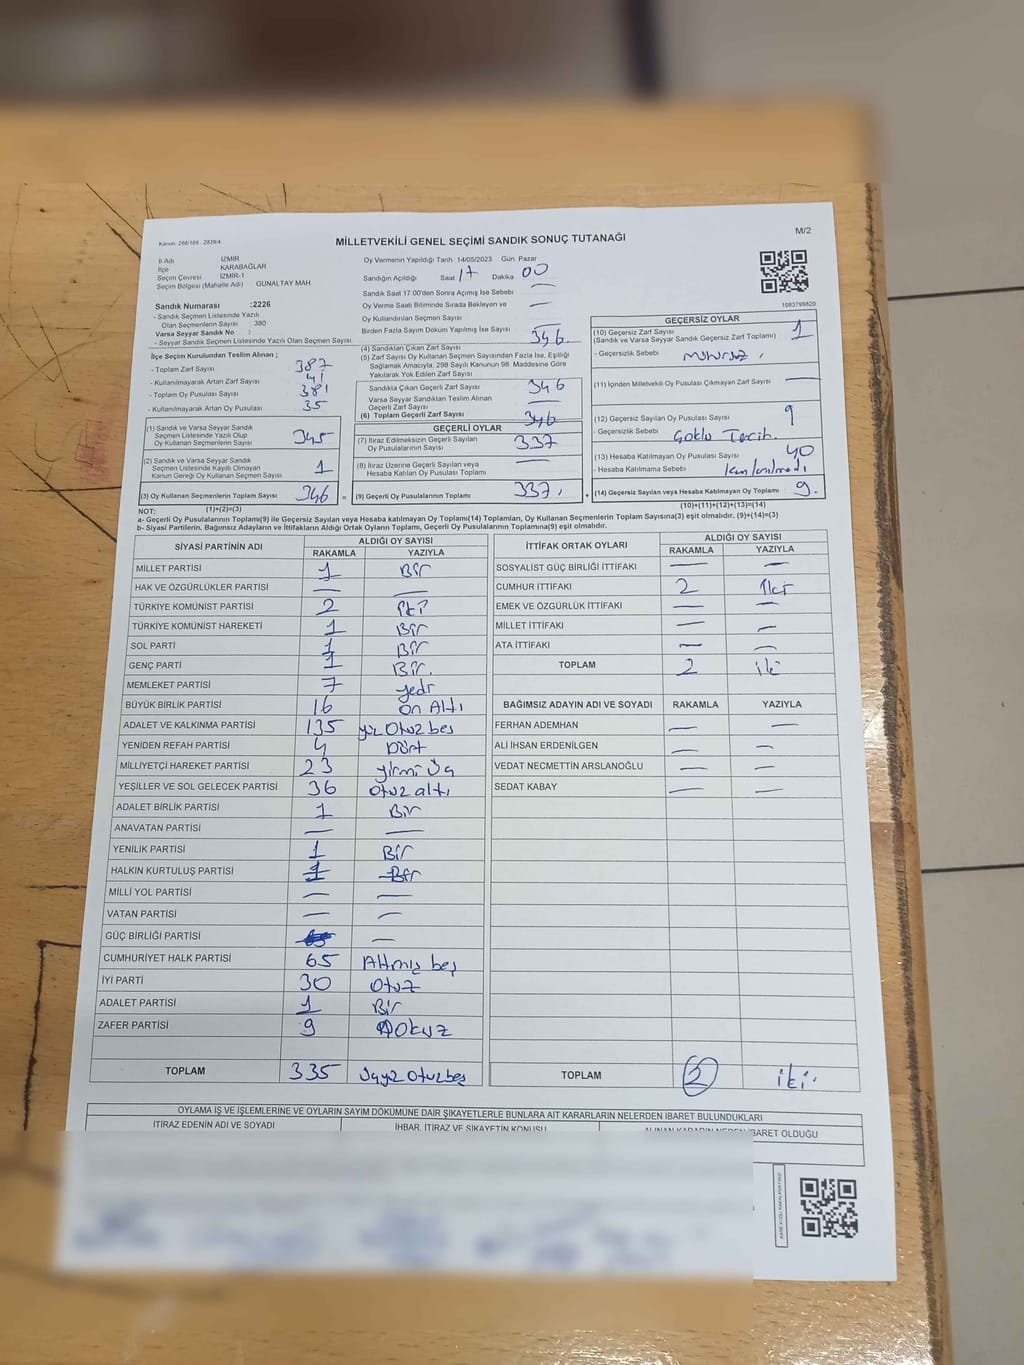 M/2
Kanun: 298/105 , 2839/4
MİLLETVEKİLİ GENEL SEÇİMİ SANDIK SONUÇ TUTANAĞI
İl Adı İZMİR
İlçe KARABAĞLAR
Seçim Çevresi İZMİR-1
Seçim Bölgesi (Mahalle Adı) GÜNALTAY MAH
Sandık Numarası :2226
- Sandık Seçmen Listesinde Yazılı
Olan Seçmenlerin Sayısı : 380
Varsa Seyyar Sandık No :
- Seyyar Sandık Seçmen Listesinde Yazılı Olan Seçmen Sayısı
Oy Vermenin Yapıldığı Tarih 14/05/2023 Gün Pazar
Sandığın Açıldığı Saat 17 Dakika 00
Sandık Saat 17'00'den Sonra Açımış İse Sebebi —
Oy Verme Saati Bitiminde Sırada Bekleyen ve —
Oy Kullandırılan Seçmen Sayısı
Birden Fazla Sayım Döküm Yapılmış İse Sayısı —
1083799820
İlçe Seçim Kurulundan Teslim Alınan ;
- Toplam Zarf Sayısı 387
- Kullanılmayarak Artan Zarf Sayısı 41
- Toplam Oy Pusulası Sayısı 381
- Kullanılmayarak Artan Oy Pusulası 35
(1) Sandık ve Varsa Seyyar Sandık
Seçmen Listesinde Yazılı Olup
Oy Kullanan Seçmenlerin Sayısı 345
(2) Sandık ve Varsa Seyyar Sandık
Seçmen Listesinde Kayıtlı Olmayan
Kanun Gereği Oy Kullanan Seçmen Sayısı 1
(3) Oy Kullanan Seçmenlerin Toplam Sayısı 346 =
(1)+(2)=(3)
(4) Sandıktan Çıkan Zarf Sayısı 346
(5) Zarf Sayısı Oy Kullanan Seçmen Sayısından Fazla İse, Eşitliği
Sağlamak Amacıyla, 298 Sayılı Kanunun 98. Maddesine Göre
Yakılarak Yok Edilen Zarf Sayısı
Sandıkta Çıkan Geçerli Zarf Sayısı 346
Varsa Seyyar Sandıktan Teslim Alınan
Geçerli Zarf Sayısı —
(6) Toplam Geçerli Zarf Sayısı 346
GEÇERLİ OYLAR
(7) İtiraz Edilmeksizin Geçerli Sayılan
Oy Pusulalarının Sayısı 337
(8) İtiraz Üzerine Geçerli Sayılan veya
Hesaba Katılan Oy Pusulası Toplamı —
(9) Geçerli Oy Pusulalarının Toplamı 337 +
GEÇERSİZ OYLAR
(10) Geçersiz Zarf Sayısı 1
(Sandık ve Varsa Seyyar Sandık Geçersiz Zarf Toplamı)
- Geçersizlik Sebebi
(11) İçinden Milletvekili Oy Pusulası Çıkmayan Zarf Sayısı —
(12) Geçersiz Sayılan Oy Pusulası Sayısı 9
- Geçersizlik Sebebi Çoklu Tercih.
(13) Hesaba Katılmayan Oy Pusulası Sayısı 40
- Hesaba Katılmama Sebebi kullanılmadı
(14) Geçersiz Sayılan veya Hesaba Katılmayan Oy Toplamı 9.
(10)+(11)+(12)+(13)=(14)
NOT:
a- Geçerli Oy Pusulalarının Toplamı(9) ile Geçersiz Sayılan veya Hesaba katılmayan Oy Toplamı(14) Toplamları, Oy Kullanan Seçmenlerin Toplam Sayısına(3) eşit olmalıdır. (9)+(14)=(3)
b- Siyasi Partilerin, Bağımsız Adayların ve İttifakların Aldığı Ortak Oyların Toplamı, Geçerli Oy Pusulalarının Toplamına(9) eşit olmalıdır.
SİYASİ PARTİNİN ADI ALDIĞI OY SAYISI
RAKAMLA YAZIYLA
MİLLET PARTİSİ 1 Bir
HAK VE ÖZGÜRLÜKLER PARTİSİ — —
TÜRKİYE KOMÜNİST PARTİSİ 2 İki
TÜRKİYE KOMÜNİST HAREKETİ 1 Bir
SOL PARTİ 1 Bir
GENÇ PARTİ 1 Bir.
MEMLEKET PARTİSİ 7 yedi
BÜYÜK BİRLİK PARTİSİ 16 On Altı
ADALET VE KALKINMA PARTİSİ 135 yüz Otuz beş
YENİDEN REFAH PARTİSİ 4 Dört
MİLLİYETÇİ HAREKET PARTİSİ 23 yirmi üç
YEŞİLLER VE SOL GELECEK PARTİSİ 36 Otuz altı
ADALET BİRLİK PARTİSİ 1 Bir
ANAVATAN PARTİSİ — —
YENİLİK PARTİSİ 1 Bir
HALKIN KURTULUŞ PARTİSİ 1 Bir
MİLLİ YOL PARTİSİ — —
VATAN PARTİSİ — —
GÜÇ BİRLİĞİ PARTİSİ —
CUMHURİYET HALK PARTİSİ 65 Altmış beş
İYİ PARTİ 30 Otuz
ADALET PARTİSİ 1 Bir
ZAFER PARTİSİ 9 Dokuz
TOPLAM 335 Üçyüz Otuz beş
İTTİFAK ORTAK OYLARI ALDIĞI OY SAYISI
RAKAMLA YAZIYLA
SOSYALİST GÜÇ BİRLİĞİ İTTİFAKI — —
CUMHUR İTTİFAKI 2 İki
EMEK VE ÖZGÜRLÜK İTTİFAKI — —
MİLLET İTTİFAKI — —
ATA İTTİFAKI — —
TOPLAM 2 iki
BAĞIMSIZ ADAYIN ADI VE SOYADI RAKAMLA YAZIYLA
FERHAN ADEMHAN — —
ALİ İHSAN ERDENİLGEN — —
VEDAT NECMETTİN ARSLANOĞLU — —
SEDAT KABAY — —
TOPLAM 2 iki
OYLAMA İŞ VE İŞLEMLERİNE VE OYLARIN SAYIM DÖKÜMÜNE DAİR ŞİKAYETLERLE BUNLARA AİT KARARLARIN NELERDEN İBARET BULUNDUKLARI
İTİRAZ EDENİN ADI VE SOYADI İHBAR, İTİRAZ VE ŞİKAYETİN KONUSU ALINAN KARARIN NEDEN İBARET OLDUĞU